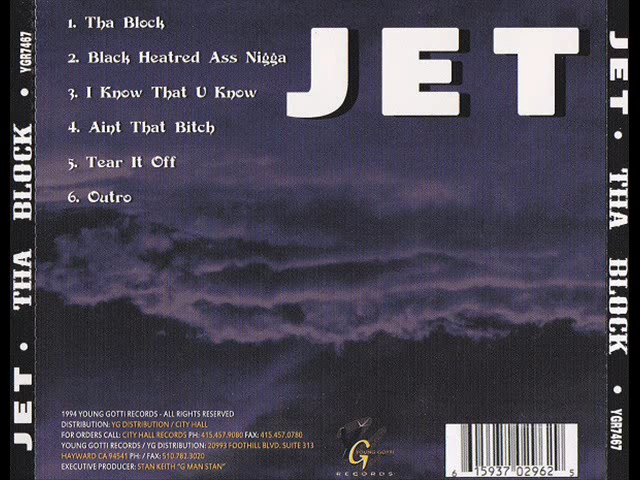 JET • THA BLOCK • YGR7467
1. Tha Block
2. Black Heatred Ass Nigga
3. I Know That U Know
4. Aint That Bitch
5. Tear It Off
6. Outro
JET
1994 YOUNG GOTTI RECORDS - ALL RIGHTS RESERVED
DISTRIBUTION: YG DISTRIBUTION / CITY HALL
FOR ORDERS CALL: CITY HALL RECORDS PH: 415.457.9080 FAX: 415.457.0780
YOUNG GOTTI RECORDS / YG DISTRIBUTION: 20993 FOOTHILL BLVD. SUITE 313
HAYWARD CA 94541 PH: / FAX: 510.782.3020
EXECUTIVE PRODUCER: STAN KEITH "G MAN STAN"
G
YOUNG GOTTI
RECORDS
6 15937 02962 5
JET • THA BLOCK • YGR7467